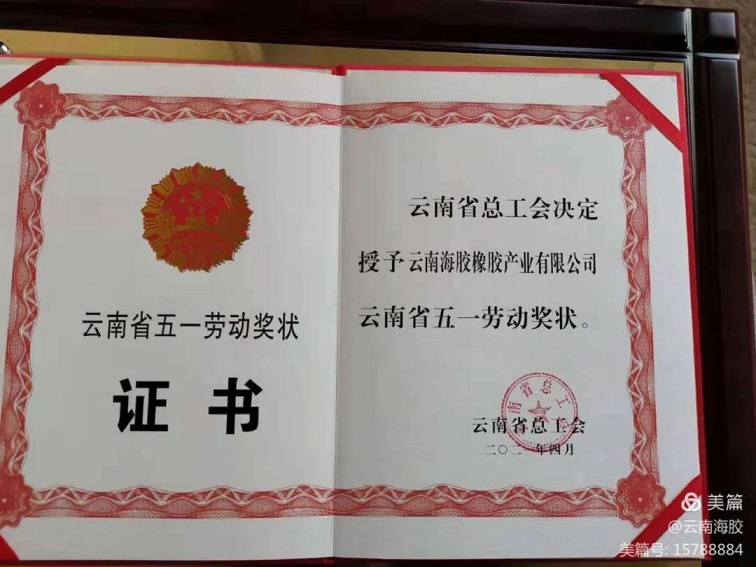 云南省五一劳动奖状
证书
云南省总工会决定
授予云南海胶橡胶产业有限公司
云南省五一劳动奖状。
云南省总工会
二〇二一年四月
美篇
@云南海胶
美篇号: 15788884